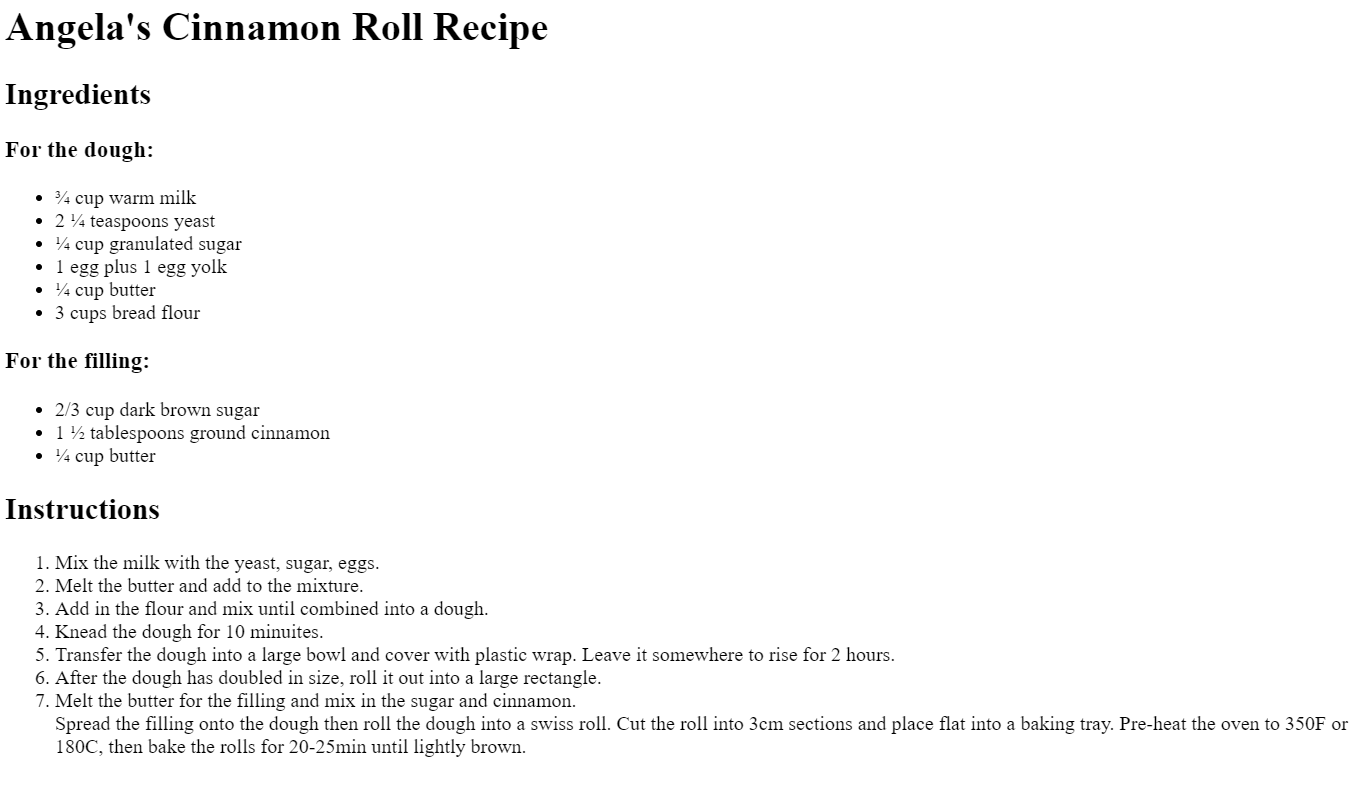 Angela's Cinnamon Roll Recipe
Ingredients
For the dough:
• ¾ cup warm milk
• 2 ¼ teaspoons yeast
• ¼ cup granulated sugar
• 1 egg plus 1 egg yolk
• ¼ cup butter
• 3 cups bread flour
For the filling:
• 2/3 cup dark brown sugar
• 1 ½ tablespoons ground cinnamon
• ¼ cup butter
Instructions
1. Mix the milk with the yeast, sugar, eggs.
2. Melt the butter and add to the mixture.
3. Add in the flour and mix until combined into a dough.
4. Knead the dough for 10 minuites.
5. Transfer the dough into a large bowl and cover with plastic wrap. Leave it somewhere to rise for 2 hours.
6. After the dough has doubled in size, roll it out into a large rectangle.
7. Melt the butter for the filling and mix in the sugar and cinnamon.
Spread the filling onto the dough then roll the dough into a swiss roll. Cut the roll into 3cm sections and place flat into a baking tray. Pre-heat the oven to 350F or
180C, then bake the rolls for 20-25min until lightly brown.